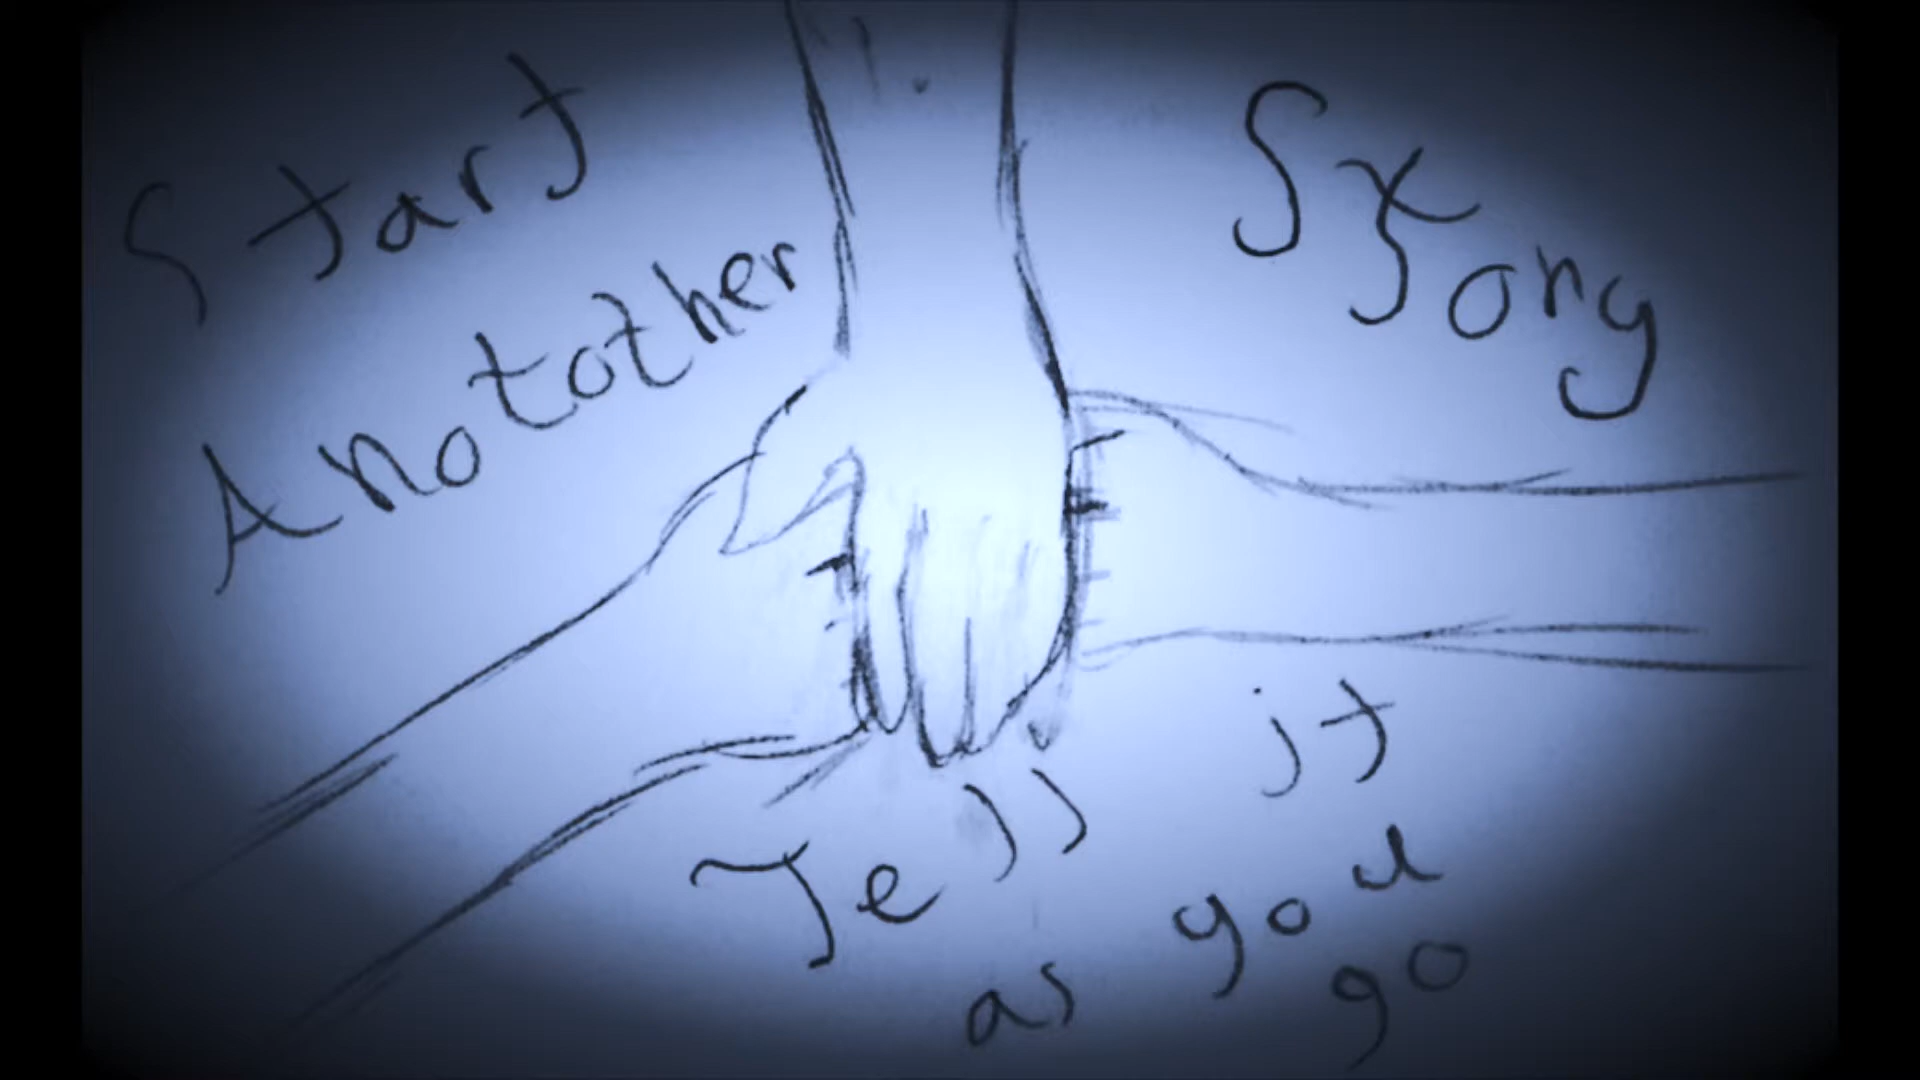 Start
Anotother
Story
Tell it
as you
go